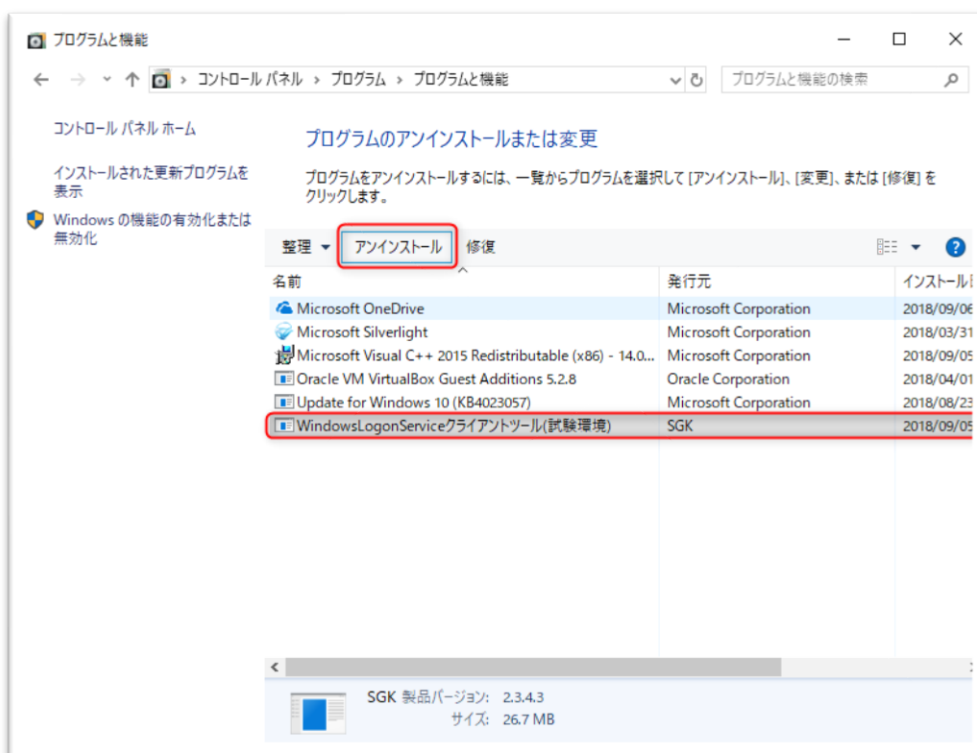 プログラムと機能
コントロール パネル › プログラム › プログラムと機能
プログラムと機能の検索
コントロール パネル ホーム
インストールされた更新プログラムを
表示
Windows の機能の有効化または
無効化
プログラムのアンインストールまたは変更
プログラムをアンインストールするには、一覧からプログラムを選択して [アンインストール]、[変更]、または [修復] を
クリックします。
整理 アンインストール 修復
名前 発行元 インストール
Microsoft OneDrive Microsoft Corporation 2018/09/06
Microsoft Silverlight Microsoft Corporation 2018/03/31
Microsoft Visual C++ 2015 Redistributable (x86) - 14.0... Microsoft Corporation 2018/09/05
Oracle VM VirtualBox Guest Additions 5.2.8 Oracle Corporation 2018/04/01
Update for Windows 10 (KB4023057) Microsoft Corporation 2018/08/23
WindowsLogonServiceクライアントツール(試験環境) SGK 2018/09/05
SGK 製品バージョン: 2.3.4.3
サイズ: 26.7 MB